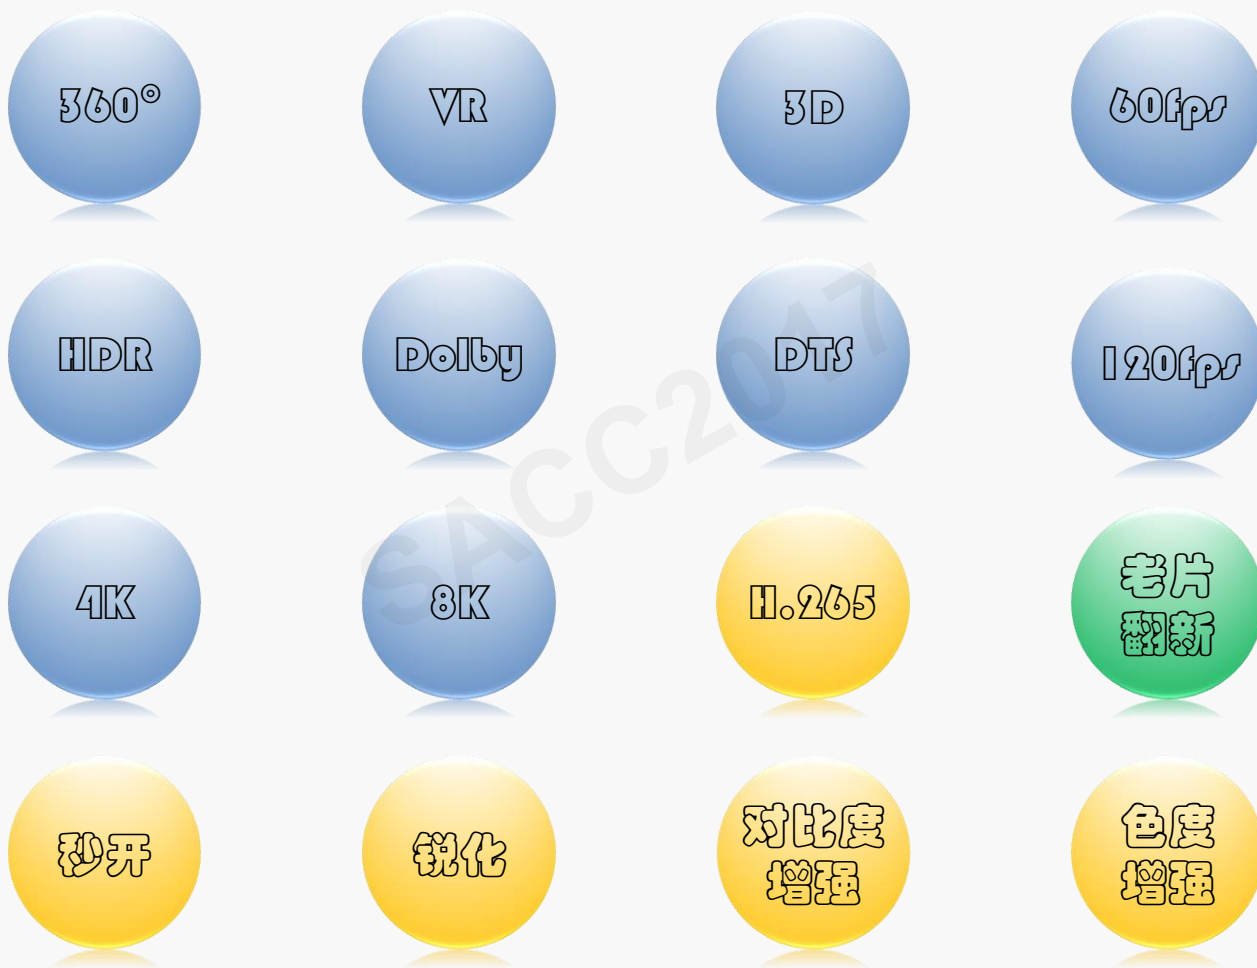 360°
VR
3D
60fps
HDR
Dolby
DTS
120fps
SACC2017
4K
8K
H.265
老片
翻新
秒开
锐化
对比度
增强
色度
增强